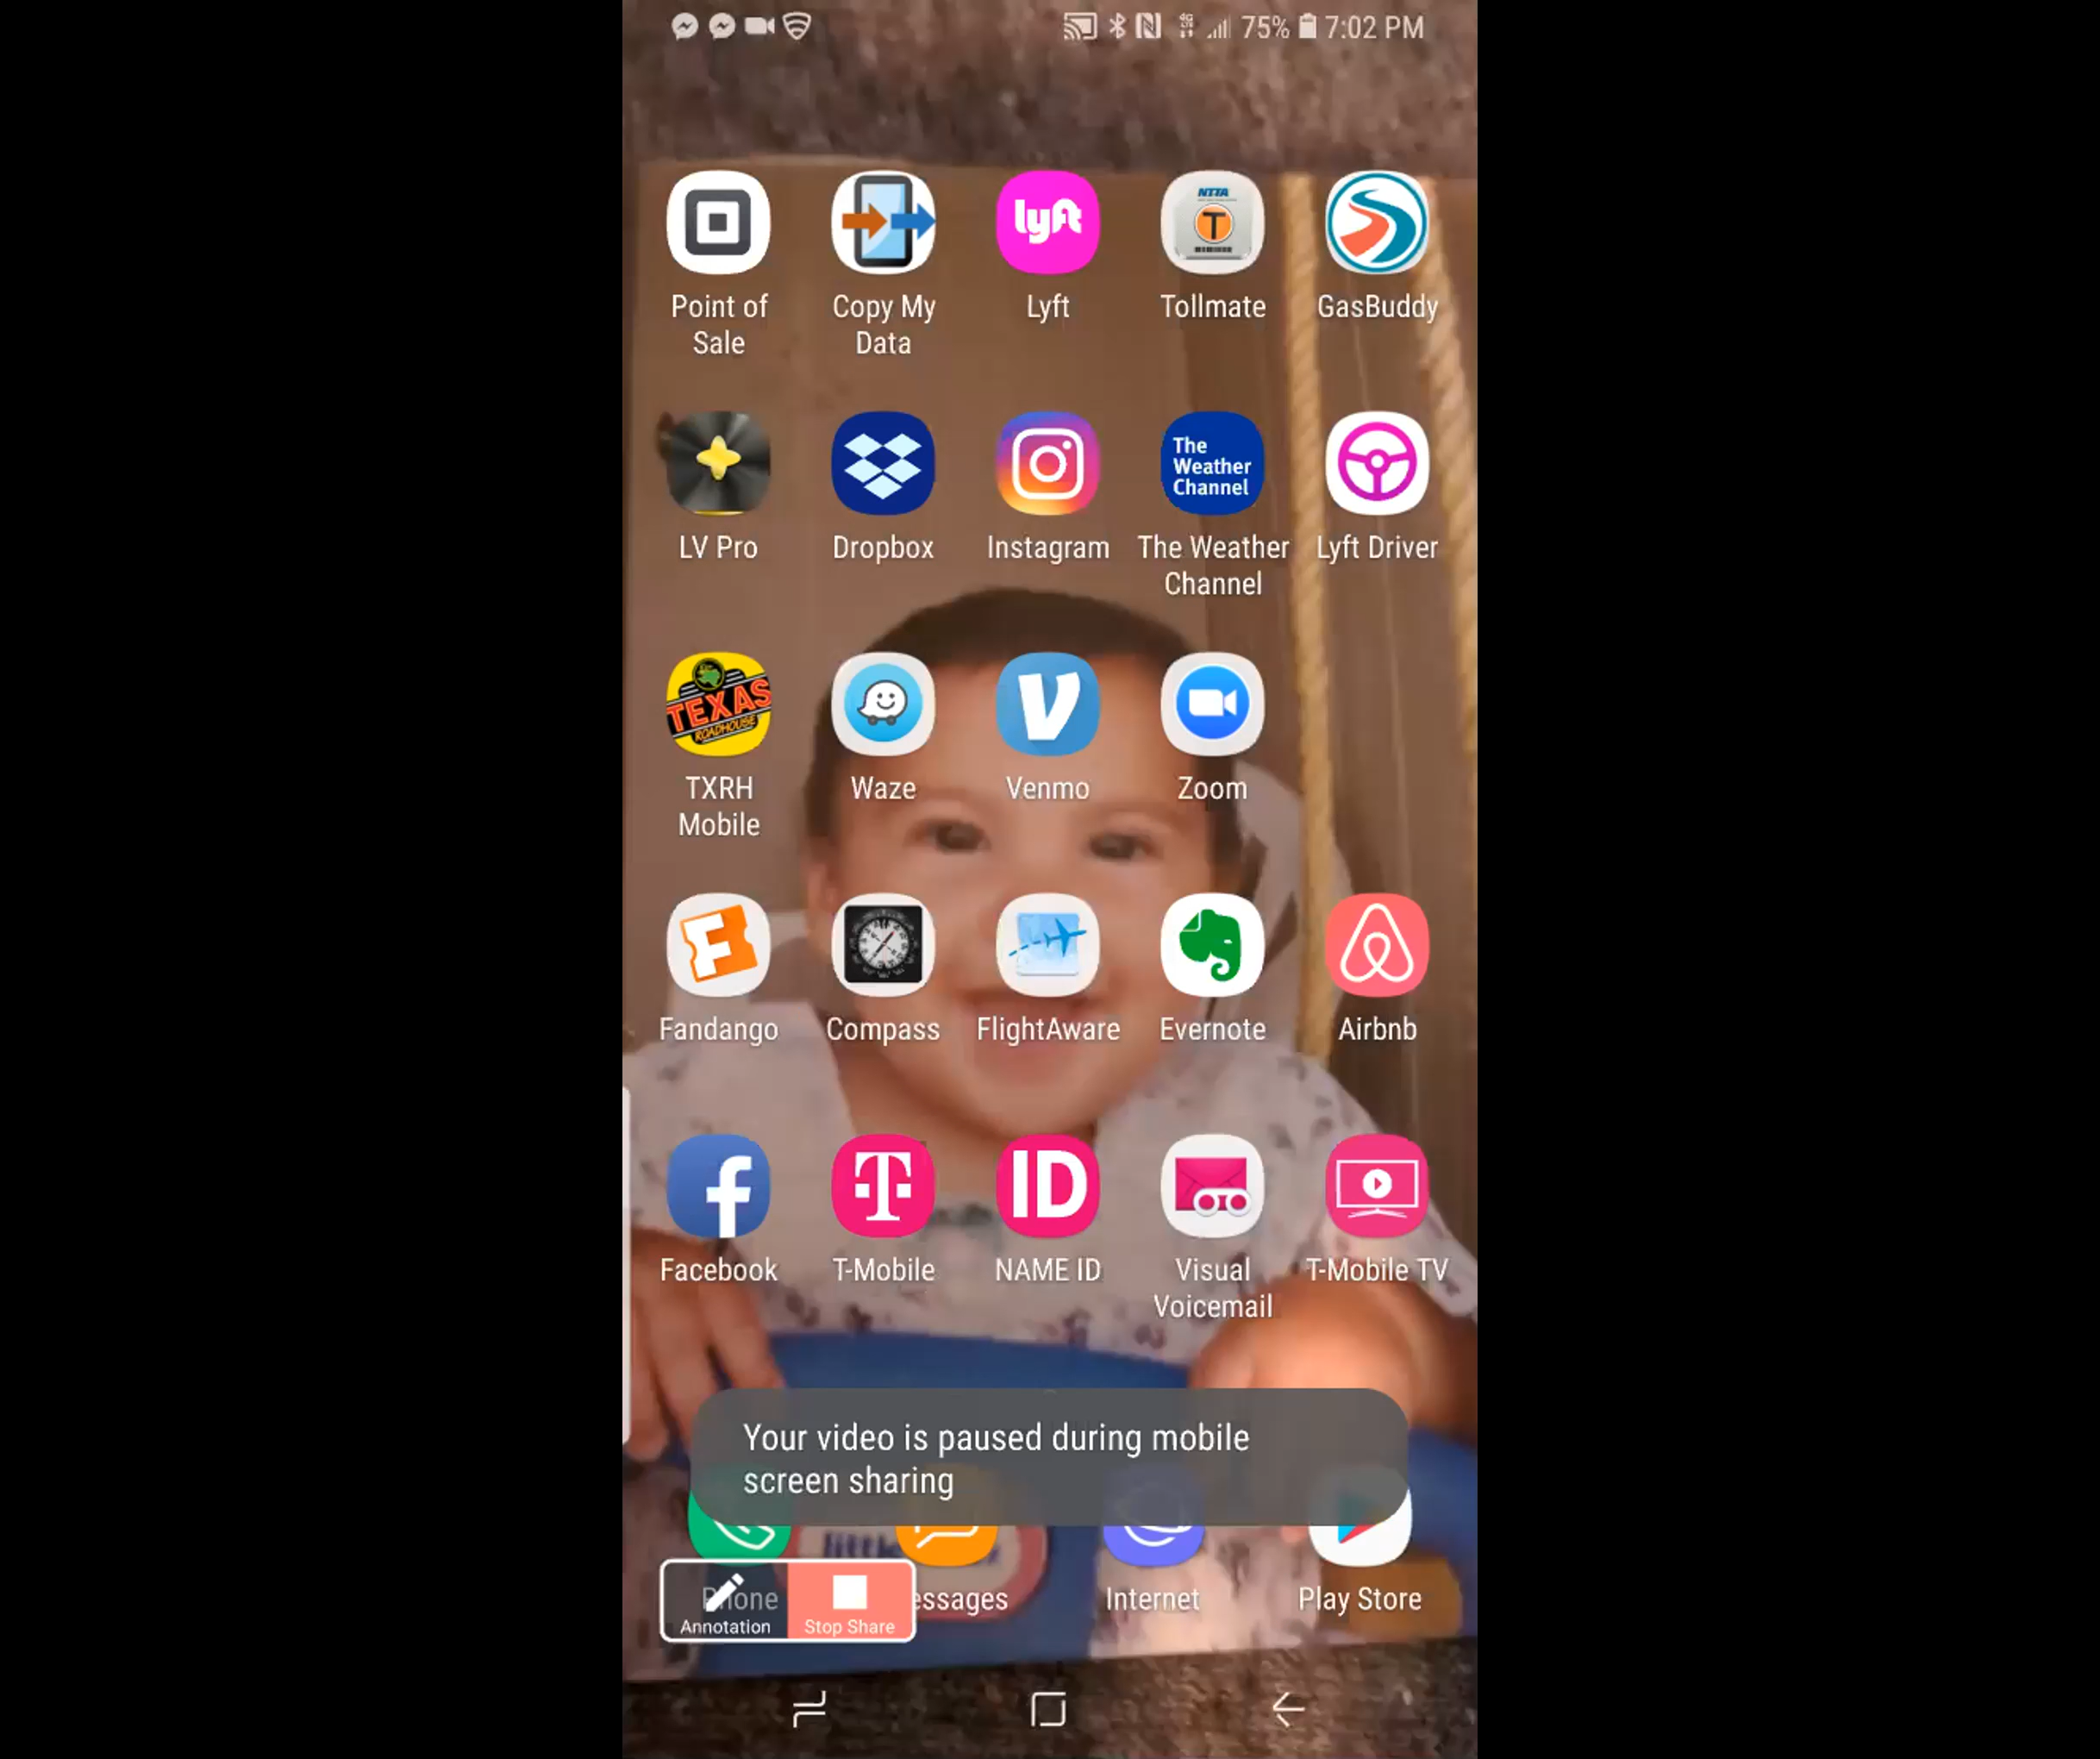 75% 7:02 PM
lyft
NTTA
T
Point of
Sale
Copy My
Data
Lyft
Tollmate
GasBuddy
The
Weather
Channel
LV Pro
Dropbox
Instagram
The Weather
Channel
Lyft Driver
TEXAS
ROADHOUSE
TXRH
Mobile
Waze
Venmo
Zoom
Fandango
Compass
FlightAware
Evernote
Airbnb
ID
Facebook
T-Mobile
NAME ID
Visual
Voicemail
T-Mobile TV
Your video is paused during mobile
screen sharing
little
Phone
essages
Internet
Play Store
Annotation
Stop Share